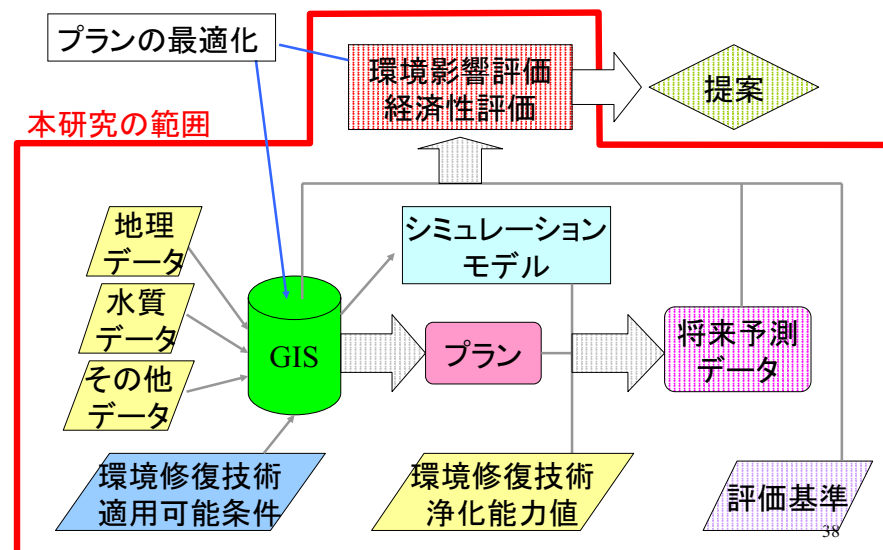 プランの最適化
環境影響評価
経済性評価
提案
本研究の範囲
地理
データ
シミュレーション
モデル
水質
データ
GIS
プラン
将来予測
データ
その他
データ
環境修復技術
適用可能条件
環境修復技術
浄化能力値
評価基準
38